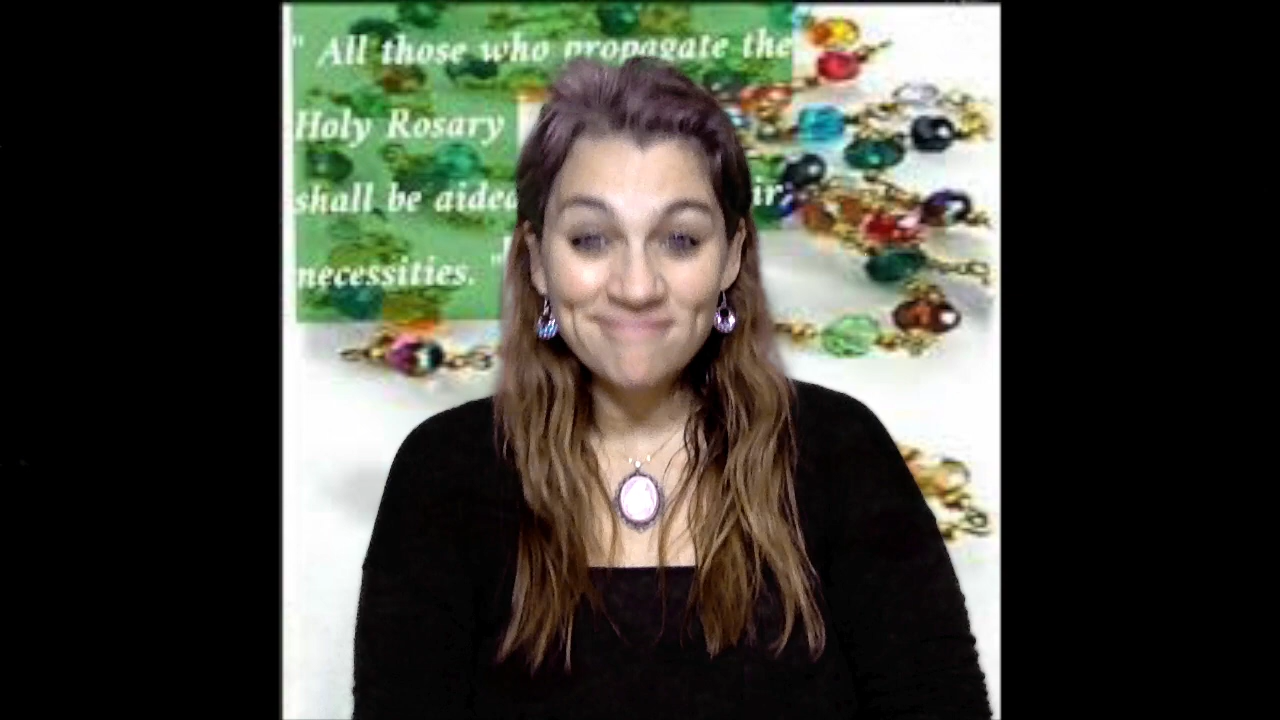 " All those who propagate the
Holy Rosary
shall be aided
necessities. "